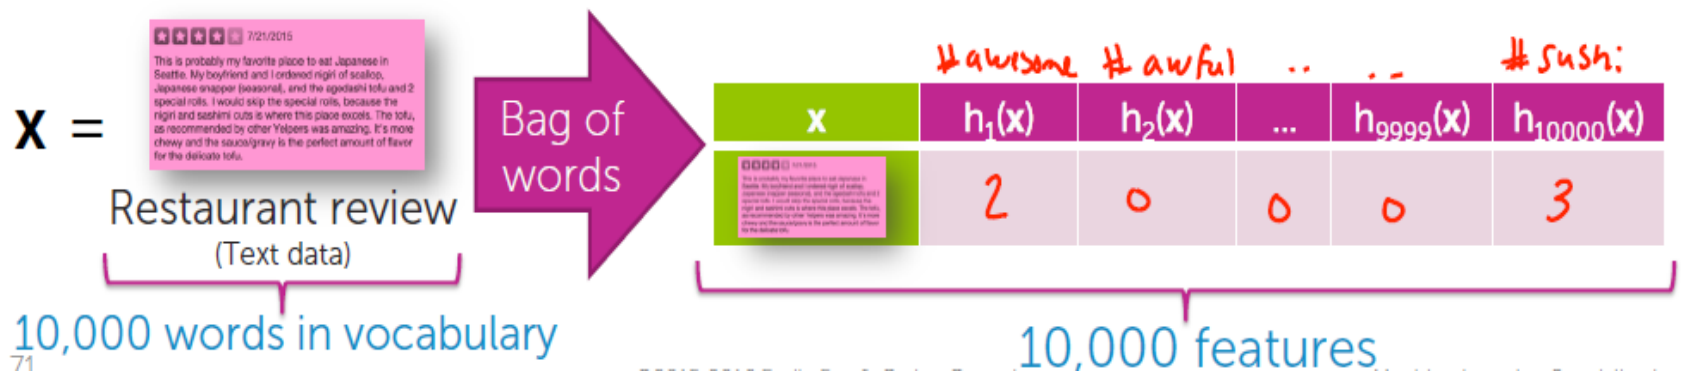 7/21/2015
This is probably my favorite place to eat Japanese in
Seattle. My boyfriend and I ordered nigiri of scallop,
Japanese snapper (seasonal), and the agedashi tofu and 2
special rolls. I would skip the special rolls, because the
nigiri and sashimi cuts is where this place excels. The tofu,
as recommended by other Yelpers was amazing. It's more
chewy and the sauce/gravy is the perfect amount of flavor
for the delicate tofu.
x =
Restaurant review
(Text data)
10,000 words in vocabulary
71
Bag of
words
#awesome #awful .. .. #sushi
x h1(x) h2(x) ... h9999(x) h10000(x)
2 0 0 0 3
10,000 features